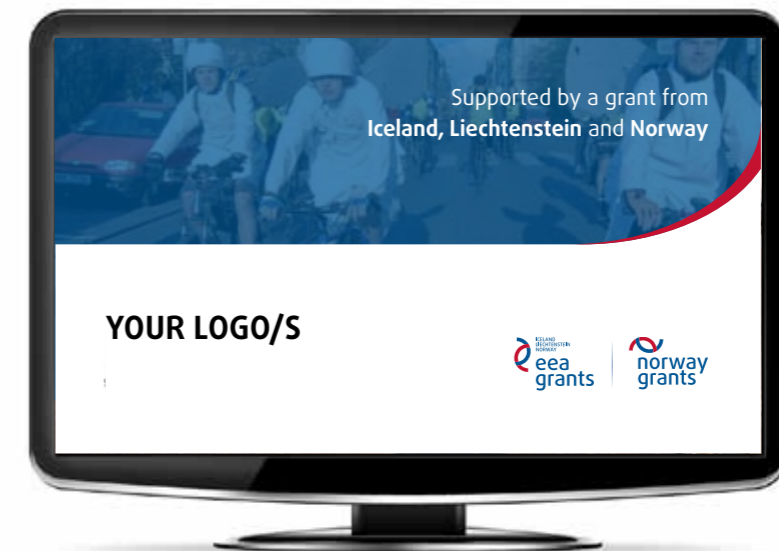 Supported by a grant from
Iceland, Liechtenstein and Norway
YOUR LOGO/S
ICELAND
LIECHTENSTEIN
NORWAY
eea
grants
norway
grants